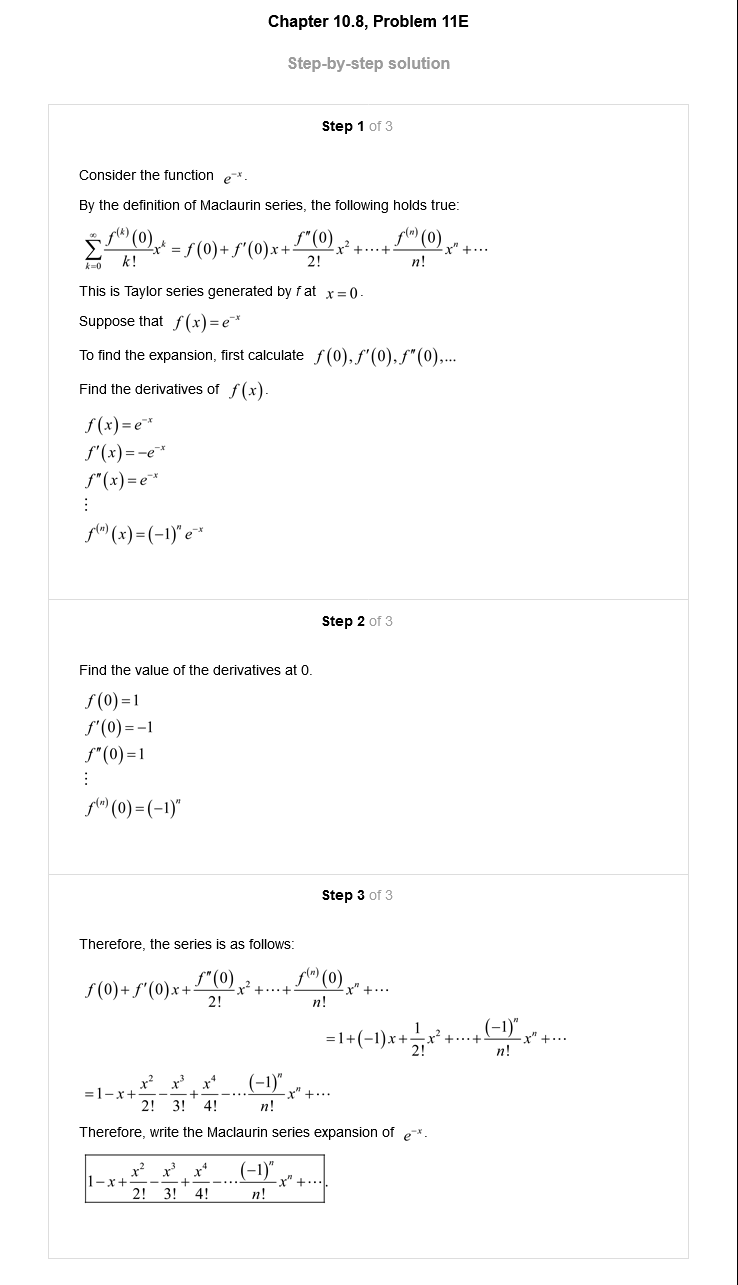 Chapter 10.8, Problem 11E
Step-by-step solution
Step 1 of 3
Consider the function e^{-x}.
By the definition of Maclaurin series, the following holds true:
\sum_{k=0}^{\infty} \frac{f^{(k)}(0)}{k!} x^k = f(0) + f'(0)x + \frac{f''(0)}{2!} x^2 + \cdots + \frac{f^{(n)}(0)}{n!} x^n + \cdots
This is Taylor series generated by f at x = 0.
Suppose that f(x) = e^{-x}
To find the expansion, first calculate f(0), f'(0), f''(0),...
Find the derivatives of f(x).
f(x) = e^{-x}
f'(x) = -e^{-x}
f''(x) = e^{-x}
⋮
f^{(n)}(x) = (-1)^n e^{-x}
Step 2 of 3
Find the value of the derivatives at 0.
f(0) = 1
f'(0) = -1
f''(0) = 1
⋮
f^{(n)}(0) = (-1)^n
Step 3 of 3
Therefore, the series is as follows:
f(0) + f'(0)x + \frac{f''(0)}{2!} x^2 + \cdots + \frac{f^{(n)}(0)}{n!} x^n + \cdots
= 1 + (-1)x + \frac{1}{2!} x^2 + \cdots + \frac{(-1)^n}{n!} x^n + \cdots
= 1 - x + \frac{x^2}{2!} - \frac{x^3}{3!} + \frac{x^4}{4!} - \cdots \frac{(-1)^n}{n!} x^n + \cdots
Therefore, write the Maclaurin series expansion of e^{-x}.
1 - x + \frac{x^2}{2!} - \frac{x^3}{3!} + \frac{x^4}{4!} - \cdots \frac{(-1)^n}{n!} x^n + \cdots.